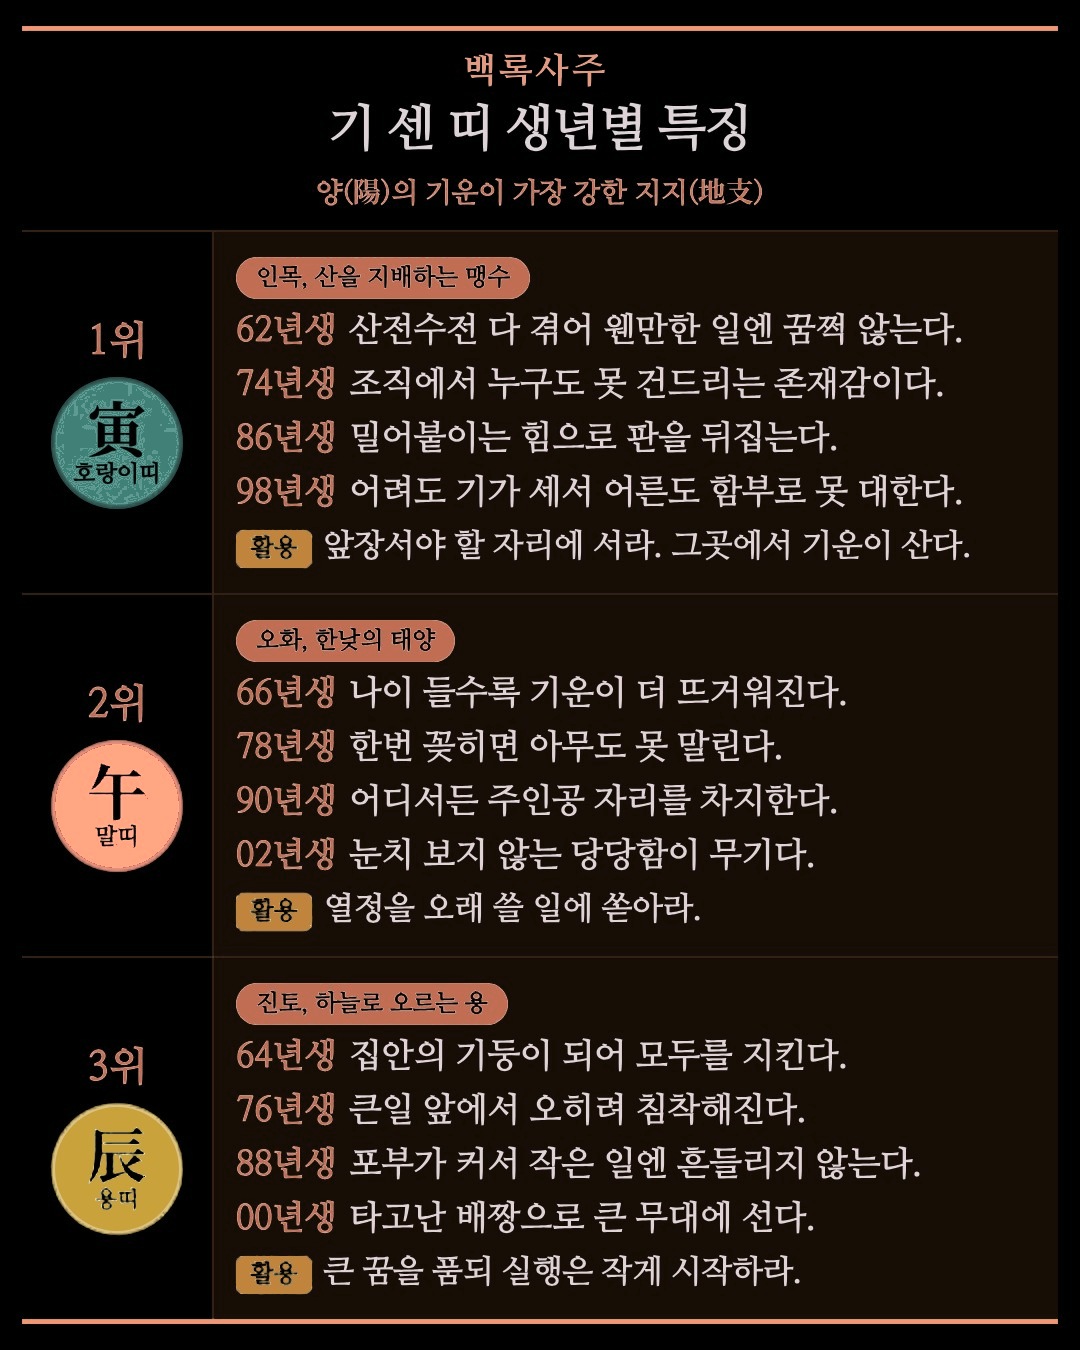 백록사주
기 센 띠 생년별 특징
양(陽)의 기운이 가장 강한 지지(地支)
1위
寅
호랑이띠
인목, 산을 지배하는 맹수
62년생 산전수전 다 겪어 웬만한 일엔 꿈쩍 않는다.
74년생 조직에서 누구도 못 건드리는 존재감이다.
86년생 밀어붙이는 힘으로 판을 뒤집는다.
98년생 어려도 기가 세서 어른도 함부로 못 대한다.
활용 앞장서야 할 자리에 서라. 그곳에서 기운이 산다.
2위
午
말띠
오화, 한낮의 태양
66년생 나이 들수록 기운이 더 뜨거워진다.
78년생 한번 꽂히면 아무도 못 말린다.
90년생 어디서든 주인공 자리를 차지한다.
02년생 눈치 보지 않는 당당함이 무기다.
활용 열정을 오래 쓸 일에 쏟아라.
3위
辰
용띠
진토, 하늘로 오르는 용
64년생 집안의 기둥이 되어 모두를 지킨다.
76년생 큰일 앞에서 오히려 침착해진다.
88년생 포부가 커서 작은 일엔 흔들리지 않는다.
00년생 타고난 배짱으로 큰 무대에 선다.
활용 큰 꿈을 품되 실행은 작게 시작하라.